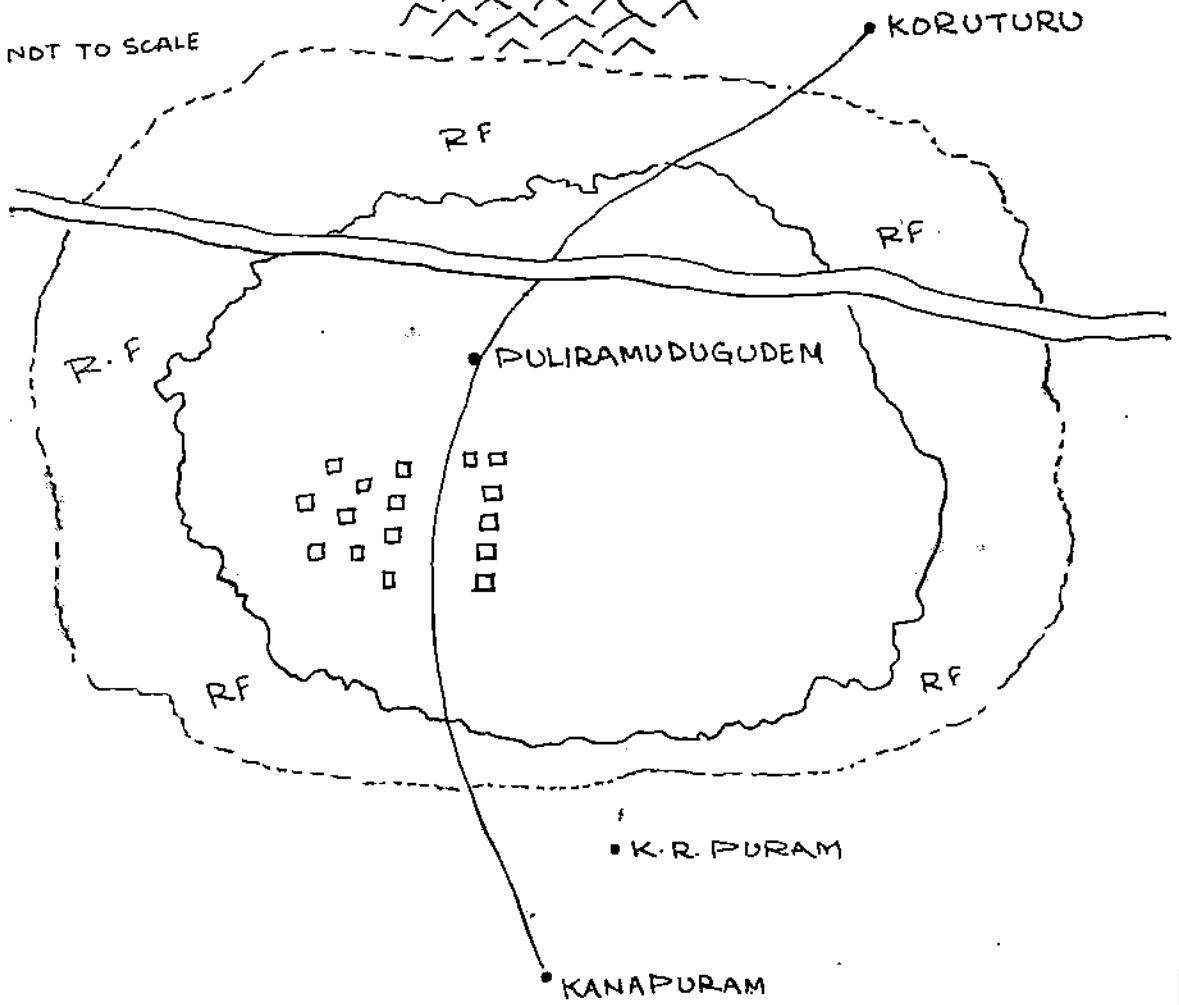 KORUTURU
NOT TO SCALE
RF
RF
R.F
PULIRAMUDUGUDEM
RF
RF
K.R. PURAM
KANAPURAM